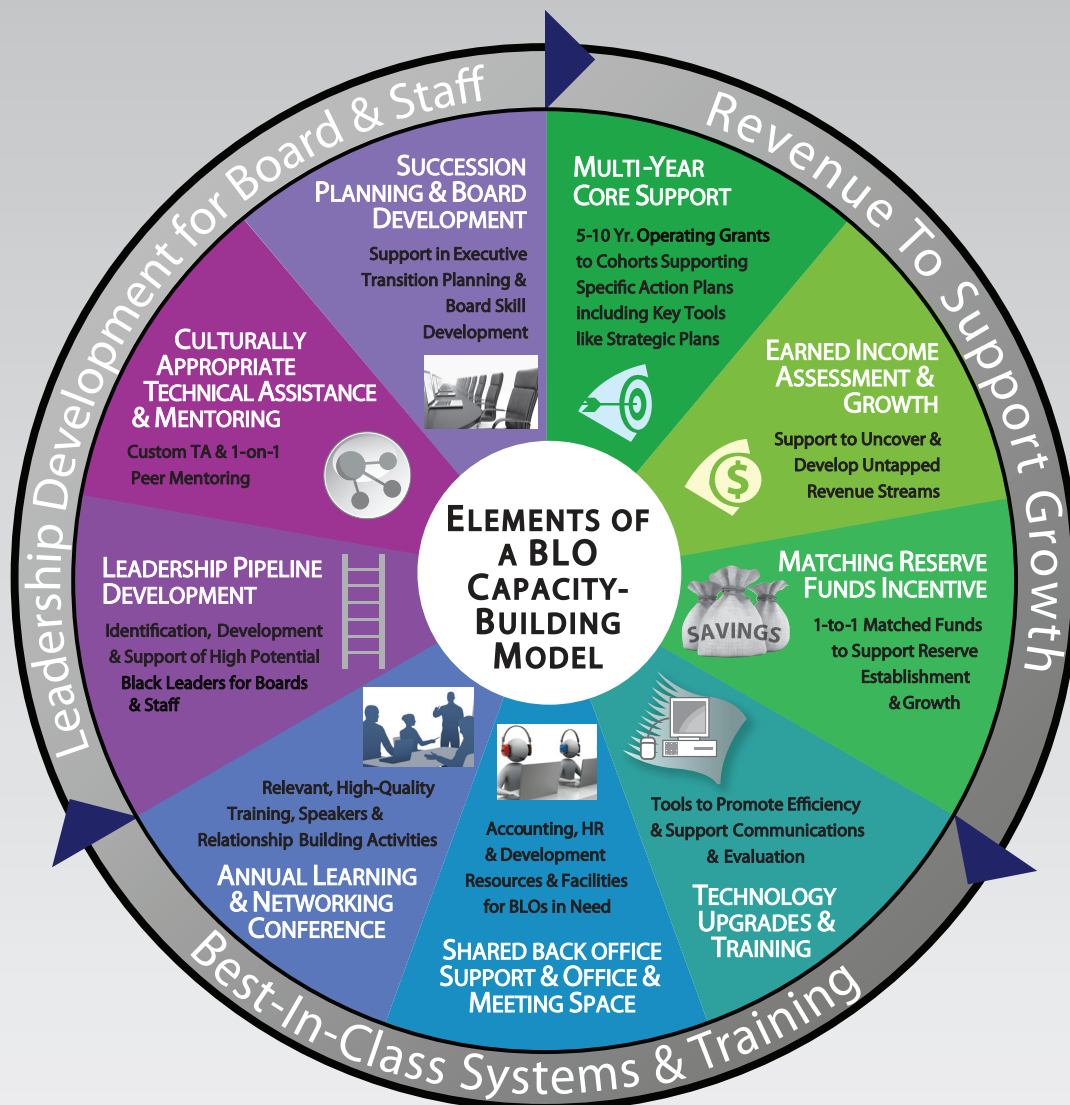 ELEMENTS OF
A BLO
CAPACITY-
BUILDING
MODEL
Revenue To Support Growth
MULTI-YEAR
CORE SUPPORT
5-10 Yr. Operating Grants
to Cohorts Supporting
Specific Action Plans
including Key Tools
like Strategic Plans
EARNED INCOME
ASSESSMENT &
GROWTH
Support to Uncover &
Develop Untapped
Revenue Streams
MATCHING RESERVE
FUNDS INCENTIVE
SAVINGS
1-to-1 Matched Funds
to Support Reserve
Establishment
& Growth
Best-In-Class Systems & Training
Tools to Promote Efficiency
& Support Communications
& Evaluation
TECHNOLOGY
UPGRADES &
TRAINING
Accounting, HR
& Development
Resources & Facilities
for BLOs in Need
SHARED BACK OFFICE
SUPPORT & OFFICE &
MEETING SPACE
Relevant, High-Quality
Training, Speakers &
Relationship Building Activities
ANNUAL LEARNING
& NETWORKING
CONFERENCE
Leadership Development for Board & Staff
LEADERSHIP PIPELINE
DEVELOPMENT
Identification, Development
& Support of High Potential
Black Leaders for Boards
& Staff
CULTURALLY
APPROPRIATE
TECHNICAL ASSISTANCE
& MENTORING
Custom TA & 1-on-1
Peer Mentoring
SUCCESSION
PLANNING & BOARD
DEVELOPMENT
Support in Executive
Transition Planning &
Board Skill
Development